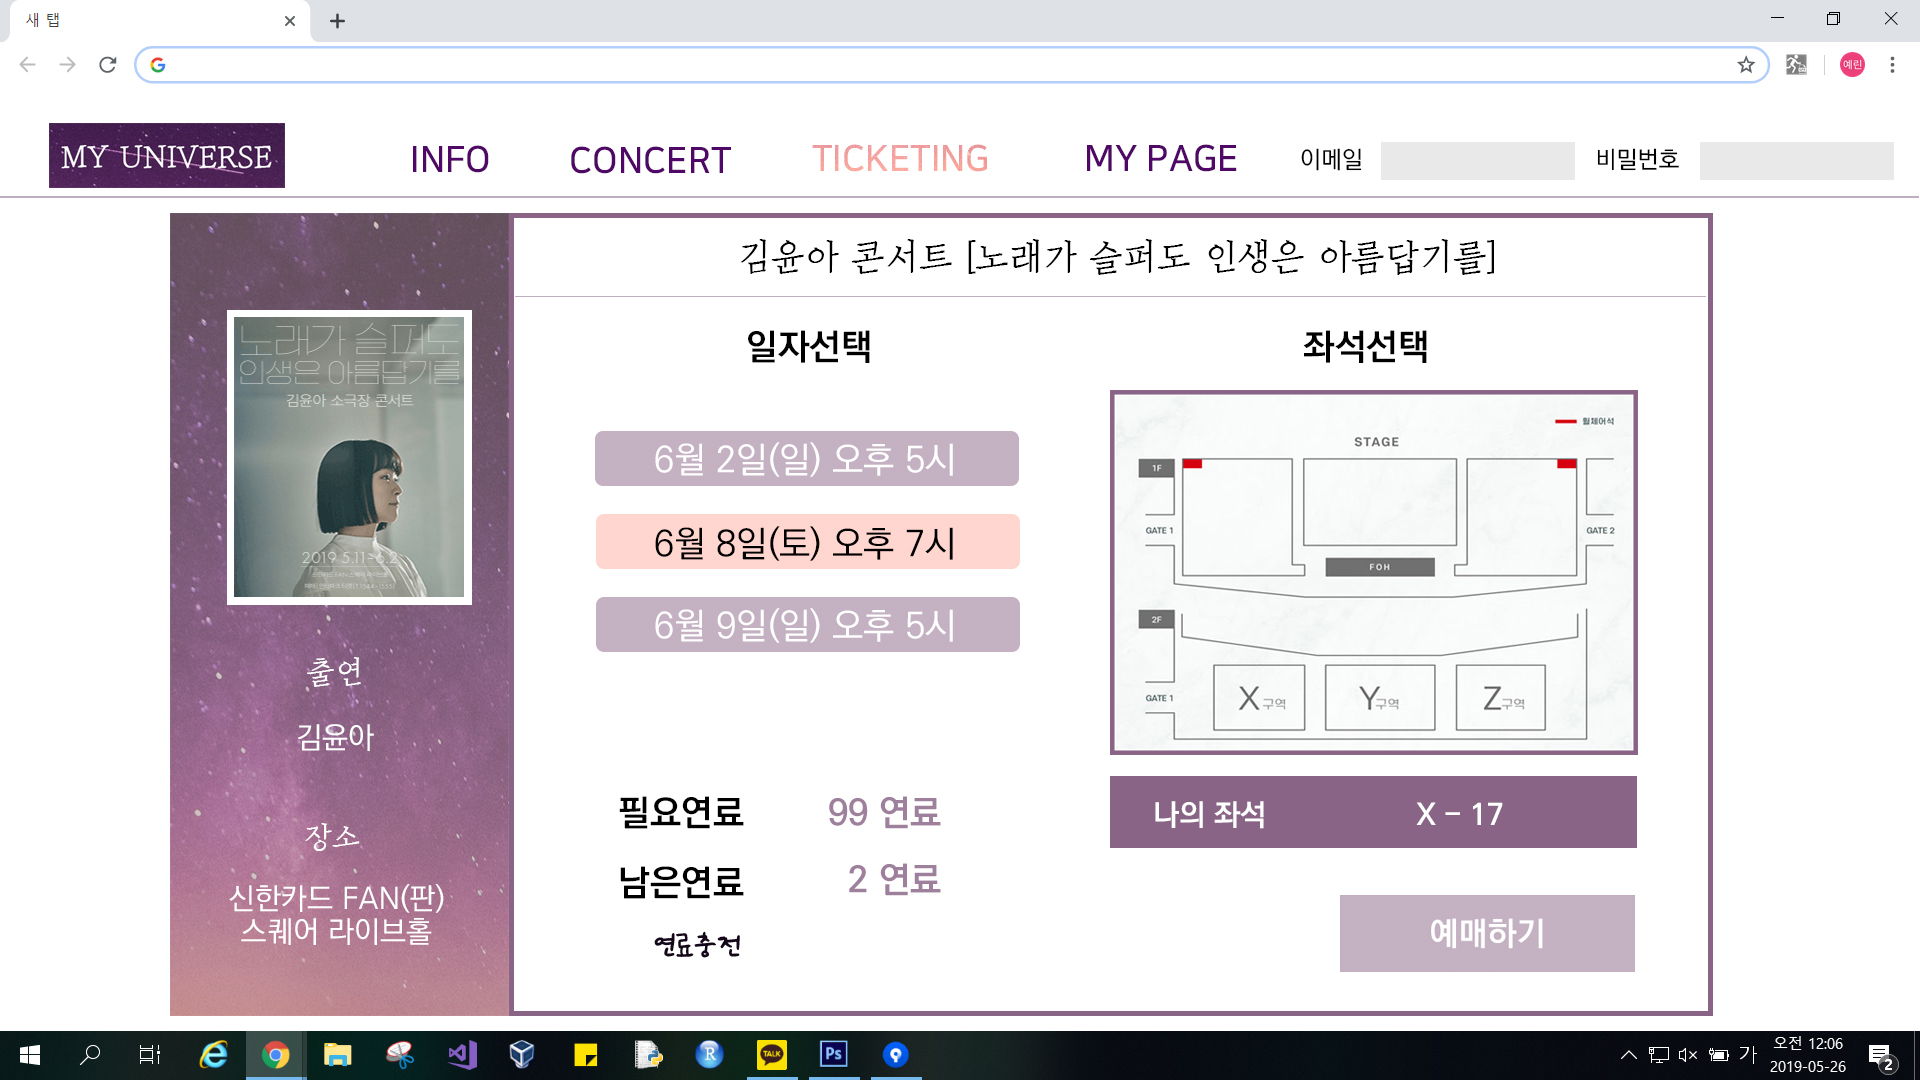 새 탭
예린
MY UNIVERSE
INFO
CONCERT
TICKETING
MY PAGE
이메일
비밀번호
김윤아 콘서트 [노래가 슬퍼도 인생은 아름답기를]
노래가 슬퍼도
인생은 아름답기를
김윤아 소극장 콘서트
2019 5.11-6.2
출연
김윤아
장소
신한카드 FAN(판)
스퀘어 라이브홀
일자선택
6월 2일(일) 오후 5시
6월 8일(토) 오후 7시
6월 9일(일) 오후 5시
필요연료 99 연료
남은연료 2 연료
연료충전
좌석선택
휠체어석
STAGE
1F
GATE 1
GATE 2
FOH
2F
GATE 1
X구역
Y구역
Z구역
나의 좌석 X - 17
예매하기
TALK
Ps
R
가
오전 12:06
2019-05-26
2